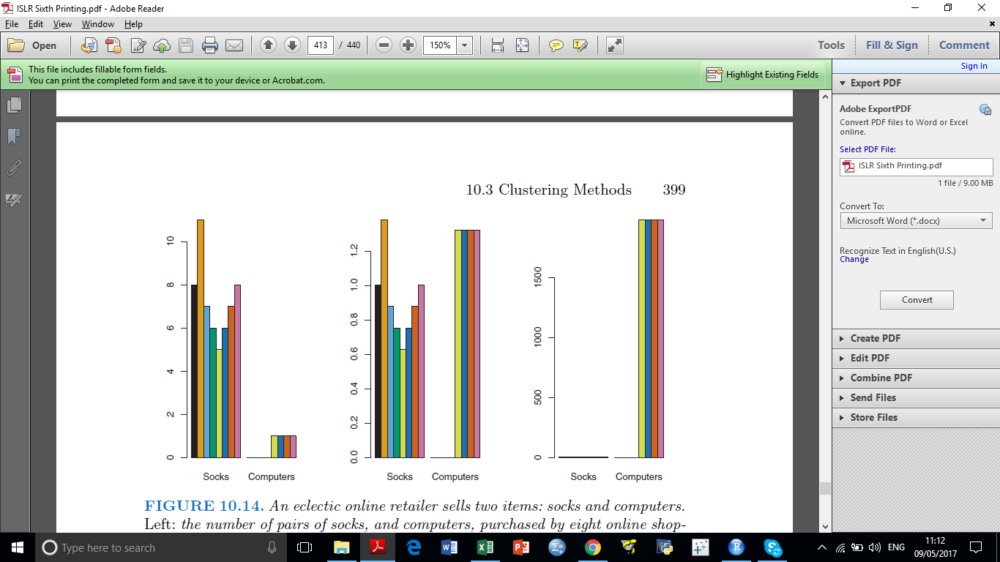 ISLR Sixth Printing.pdf - Adobe Reader
File Edit View Window Help
Open 413 / 440 150% Tools Fill & Sign Comment
This file includes fillable form fields.
You can print the completed form and save it to your device or Acrobat.com.
Highlight Existing Fields
Sign In
Export PDF
Adobe ExportPDF
Convert PDF files to Word or Excel
online.
Select PDF File:
ISLR Sixth Printing.pdf
1 file / 9.00 MB
Convert To:
Microsoft Word (*.docx)
Recognize Text in English(U.S.)
Change
Convert
Create PDF
Edit PDF
Combine PDF
Send Files
Store Files
10.3 Clustering Methods 399
0 2 4 6 8 10
Socks Computers
0.0 0.2 0.4 0.6 0.8 1.0 1.2
Socks Computers
0 500 1000 1500
Socks Computers
FIGURE 10.14. An eclectic online retailer sells two items: socks and computers.
Left: the number of pairs of socks, and computers, purchased by eight online shop-
Type here to search
ENG
11:12
09/05/2017